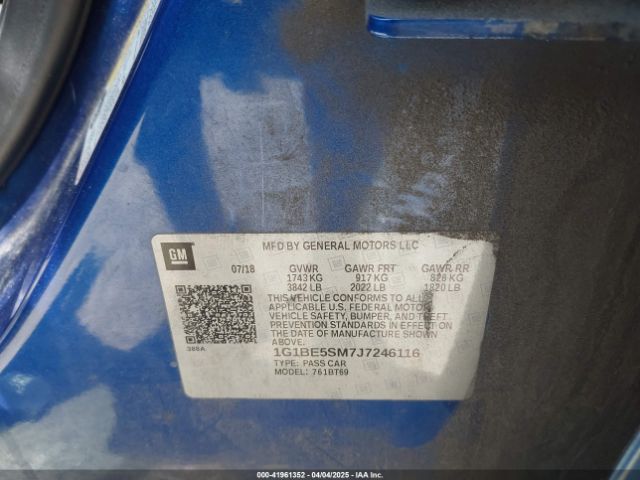 GM
MFD BY GENERAL MOTORS LLC
07/18 GVWR GAWR FRT GAWR RR
1743 KG 917 KG 826 KG
3842 LB 2022 LB 1820 LB
THIS VEHICLE CONFORMS TO ALL
APPLICABLE U.S. FEDERAL MOTOR
VEHICLE SAFETY, BUMPER, AND THEFT
PREVENTION STANDARDS IN EFFECT ON
THE DATE OF MANUFACTURE SHOWN
ABOVE.
388A
1G1BE5SM7J7246116
TYPE: PASS CAR
MODEL: 761BT69
000-41961352 - 04/04/2025 - IAA Inc.